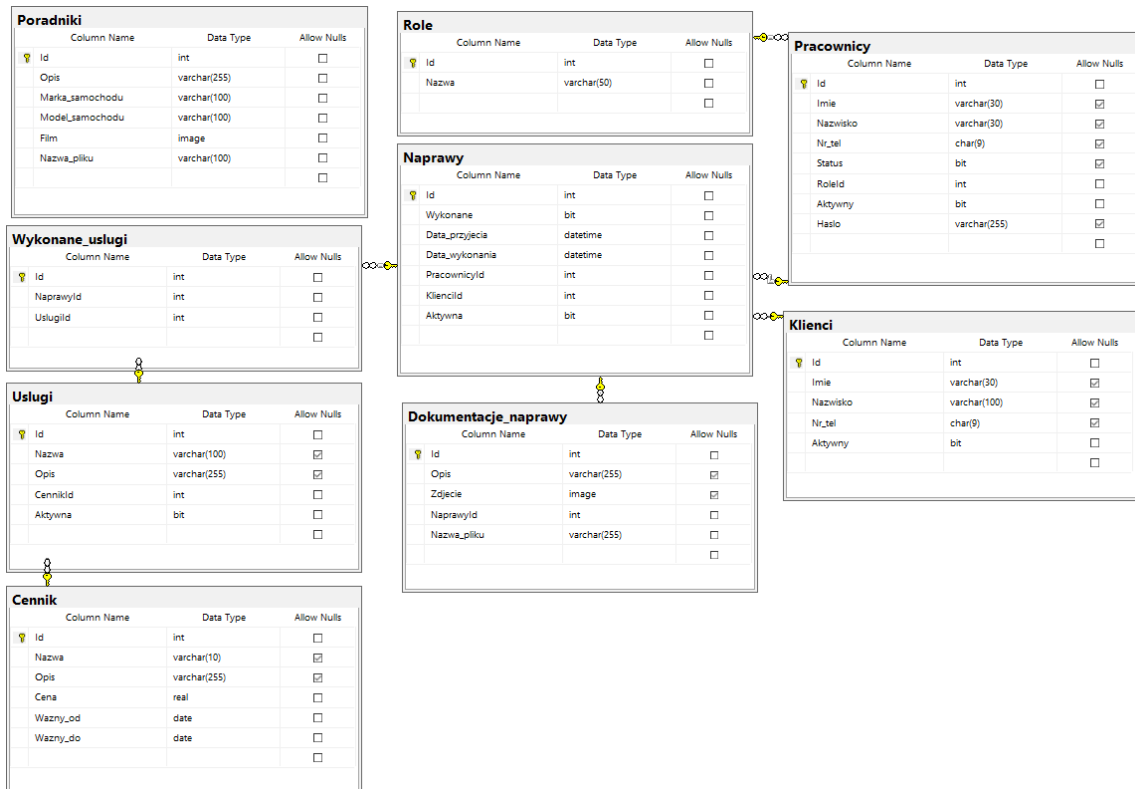 Poradniki
Column Name Data Type Allow Nulls
Id int
Opis varchar(255)
Marka_samochodu varchar(100)
Model_samochodu varchar(100)
Film image
Nazwa_pliku varchar(100)
Role
Column Name Data Type Allow Nulls
Id int
Nazwa varchar(50)
Pracownicy
Column Name Data Type Allow Nulls
Id int
Imie varchar(30)
Nazwisko varchar(30)
Nr_tel char(9)
Status bit
RoleId int
Aktywny bit
Haslo varchar(255)
Naprawy
Column Name Data Type Allow Nulls
Id int
Wykonane bit
Data_przyjecia datetime
Data_wykonania datetime
PracownicyId int
KlienciId int
Aktywna bit
Wykonane_uslugi
Column Name Data Type Allow Nulls
Id int
NaprawyId int
UslugiId int
Klienci
Column Name Data Type Allow Nulls
Id int
Imie varchar(30)
Nazwisko varchar(100)
Nr_tel char(9)
Aktywny bit
Uslugi
Column Name Data Type Allow Nulls
Id int
Nazwa varchar(100)
Opis varchar(255)
CennikId int
Aktywna bit
Dokumentacje_naprawy
Column Name Data Type Allow Nulls
Id int
Opis varchar(255)
Zdjecie image
NaprawyId int
Nazwa_pliku varchar(255)
Cennik
Column Name Data Type Allow Nulls
Id int
Nazwa varchar(10)
Opis varchar(255)
Cena real
Wazny_od date
Wazny_do date